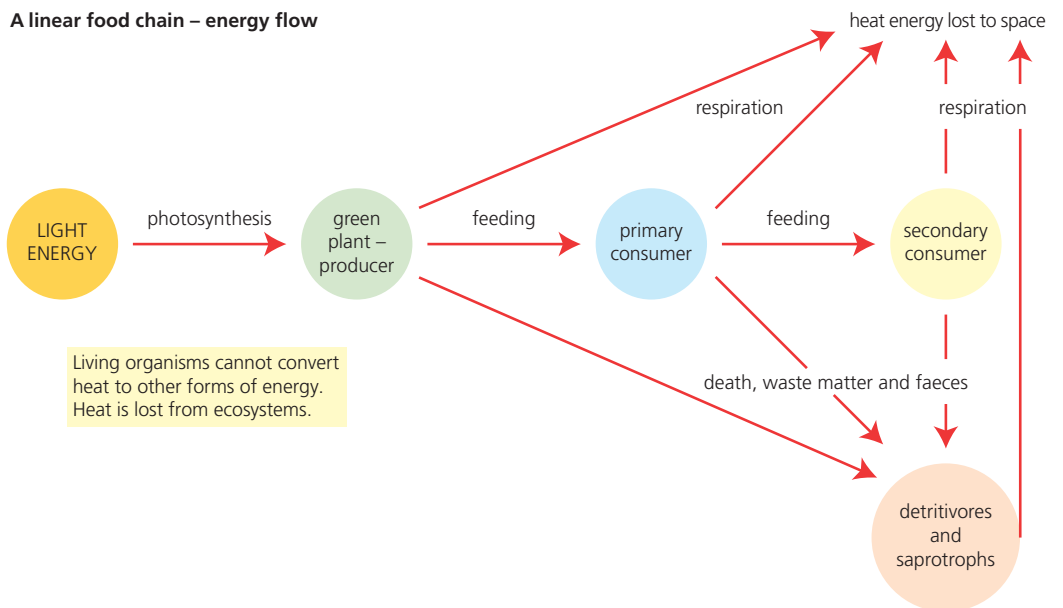 A linear food chain – energy flow
heat energy lost to space
respiration
respiration
LIGHT
ENERGY
photosynthesis
green
plant –
producer
feeding
primary
consumer
feeding
secondary
consumer
Living organisms cannot convert
heat to other forms of energy.
Heat is lost from ecosystems.
death, waste matter and faeces
detritivores
and
saprotrophs